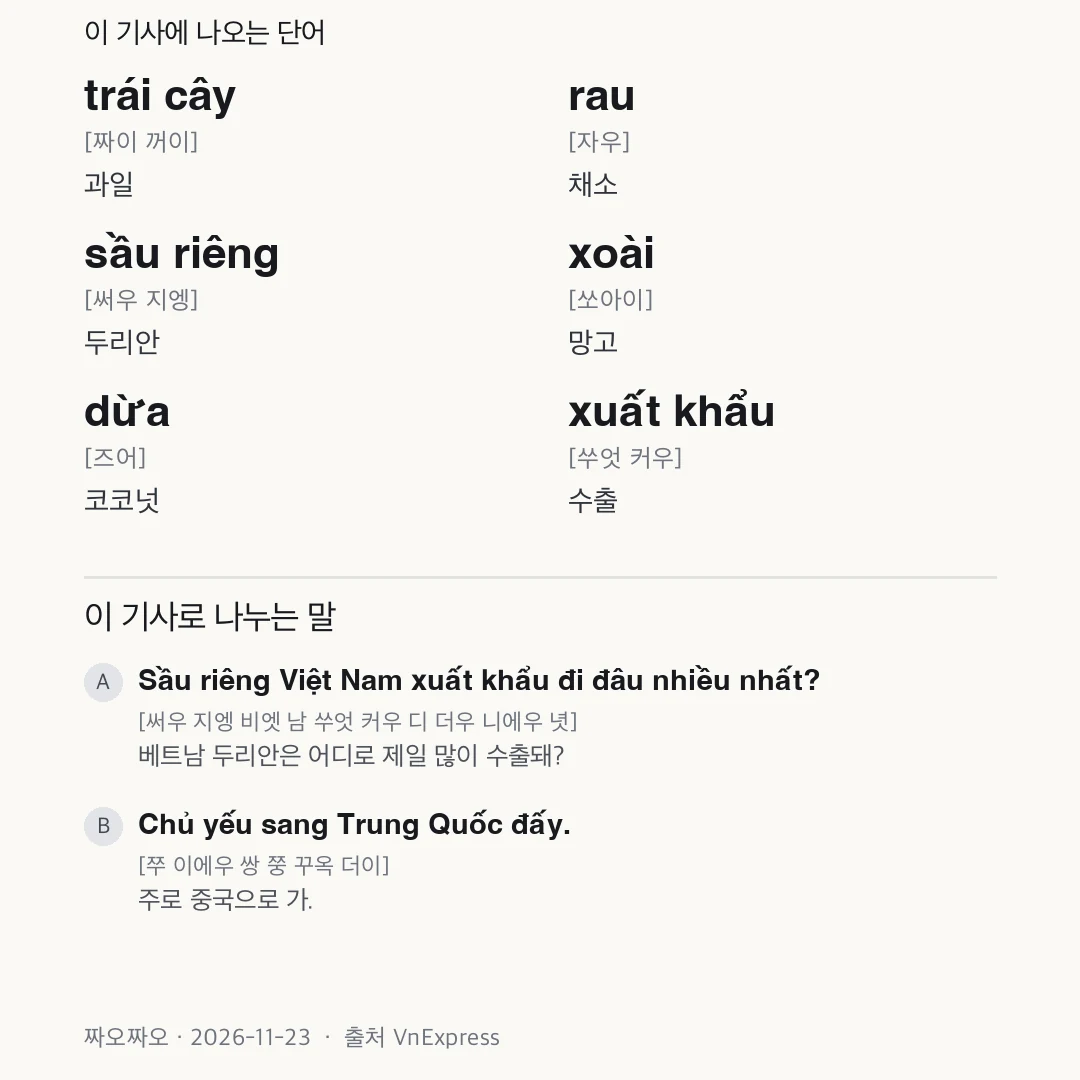 이 기사에 나오는 단어
trái cây
[짜이 꺼이]
과일
rau
[자우]
채소
sầu riêng
[써우 지엥]
두리안
xoài
[쏘아이]
망고
dừa
[즈어]
코코넛
xuất khẩu
[쑤엇 커우]
수출
이 기사로 나누는 말
A Sầu riêng Việt Nam xuất khẩu đi đâu nhiều nhất?
[써우 지엥 비엣 남 쑤엇 커우 디 더우 니에우 녓]
베트남 두리안은 어디로 제일 많이 수출돼?
B Chủ yếu sang Trung Quốc đấy.
[쭈 이에우 쌍 쭝 꾸옥 더이]
주로 중국으로 가.
짜오짜오 · 2026-11-23 · 출처 VnExpress